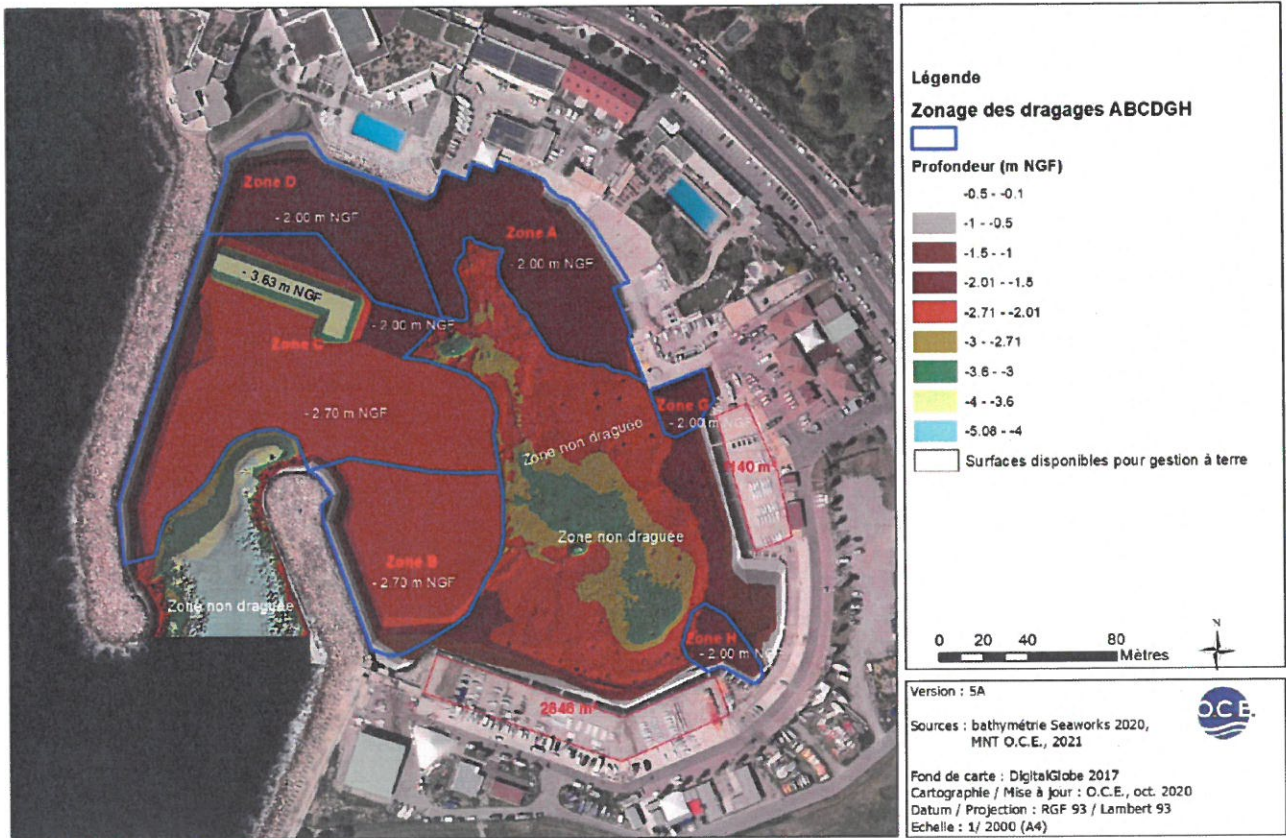 Zone D
- 2.00 m NGF
Zone A
- 2.00 m NGF
- 3.63 m NGF
- 2.00 m NGF
Zone C
- 2.70 m NGF
Zone G
- 2.00 m NGF
Zone non draguée
140 m²
Zone non draguée
Zone B
- 2.70 m NGF
Zone non draguée
Zone H
- 2.00 m NGF
2646 m²
Légende
Zonage des dragages ABCDGH
Profondeur (m NGF)
-0.5 - -0.1
-1 - -0.5
-1.5 - -1
-2.01 - -1.5
-2.71 - -2.01
-3 - -2.71
-3.6 - -3
-4 - -3.6
-5.08 - -4
Surfaces disponibles pour gestion à terre
N
0 20 40 80
Mètres
Version : 5A
O.C.E.
Sources : bathymétrie Seaworks 2020,
MNT O.C.E., 2021
Fond de carte : DigitalGlobe 2017
Cartographie / Mise à jour : O.C.E., oct. 2020
Datum / Projection : RGF 93 / Lambert 93
Echelle : 1/ 2000 (A4)